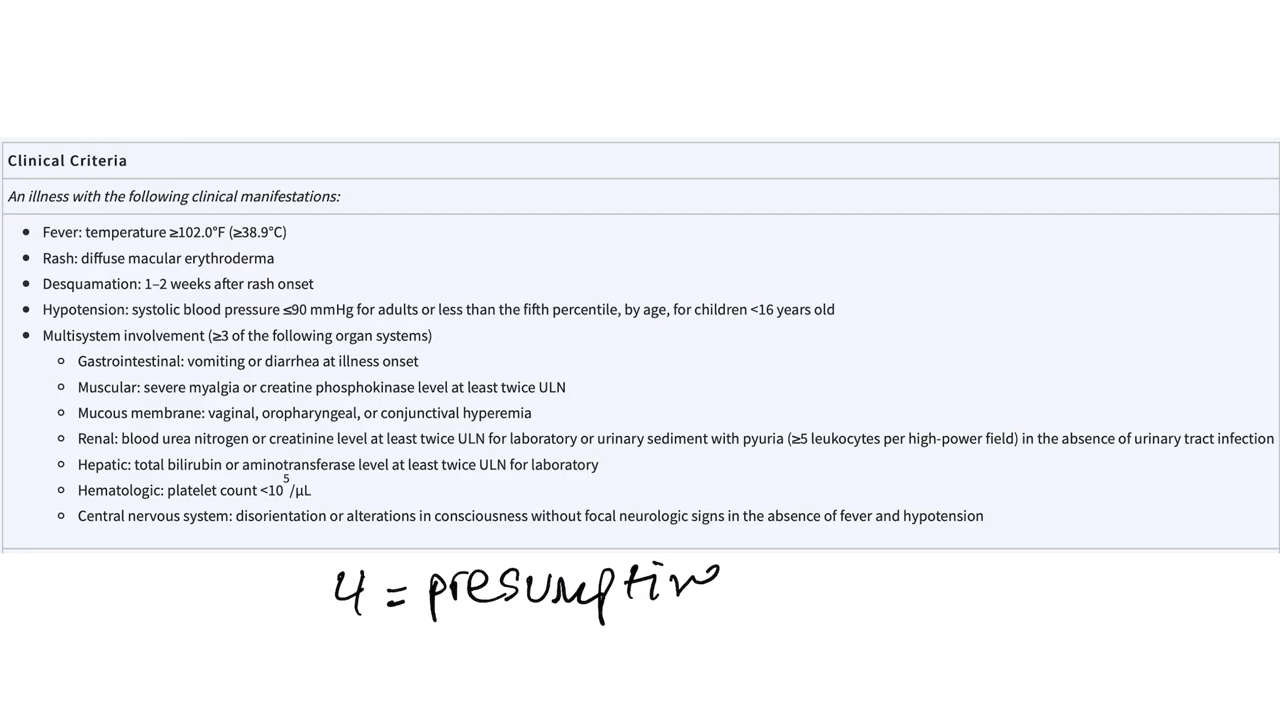 Clinical Criteria
An illness with the following clinical manifestations:
• Fever: temperature ≥102.0°F (≥38.9°C)
• Rash: diffuse macular erythroderma
• Desquamation: 1–2 weeks after rash onset
• Hypotension: systolic blood pressure ≤90 mmHg for adults or less than the fifth percentile, by age, for children <16 years old
• Multisystem involvement (≥3 of the following organ systems)
○ Gastrointestinal: vomiting or diarrhea at illness onset
○ Muscular: severe myalgia or creatine phosphokinase level at least twice ULN
○ Mucous membrane: vaginal, oropharyngeal, or conjunctival hyperemia
○ Renal: blood urea nitrogen or creatinine level at least twice ULN for laboratory or urinary sediment with pyuria (≥5 leukocytes per high-power field) in the absence of urinary tract infection
○ Hepatic: total bilirubin or aminotransferase level at least twice ULN for laboratory
○ Hematologic: platelet count <10⁵/μL
○ Central nervous system: disorientation or alterations in consciousness without focal neurologic signs in the absence of fever and hypotension
4 = presumptive